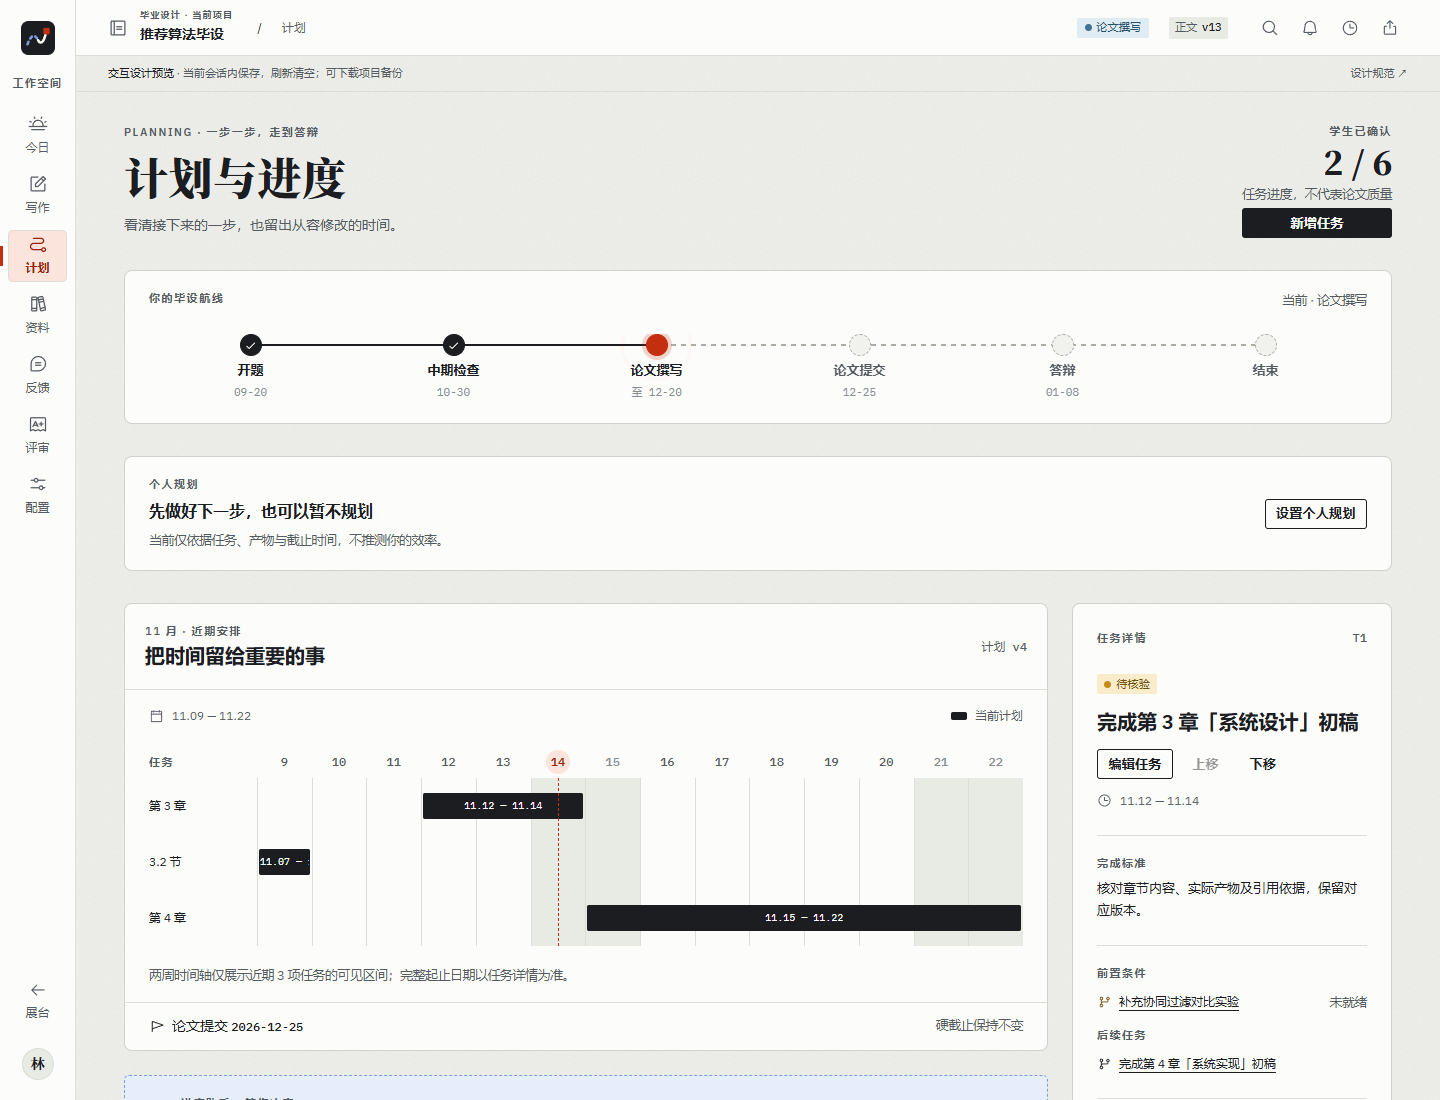 毕业设计 · 当前项目
推荐算法毕设
/
计划
论文撰写
正文 v13
工作空间
今日
写作
计划
资料
反馈
评审
配置
展台
林
交互设计预览 · 当前会话内保存，刷新清空；可下载项目备份
设计规范 ↗
PLANNING · 一步一步，走到答辩
计划与进度
看清接下来的一步，也留出从容修改的时间。
学生已确认
2 / 6
任务进度，不代表论文质量
新增任务
你的毕设航线
当前 · 论文撰写
开题
09-20
中期检查
10-30
论文撰写
至 12-20
论文提交
12-25
答辩
01-08
结束
个人规划
先做好下一步，也可以暂不规划
当前仅依据任务、产物与截止时间，不推测你的效率。
设置个人规划
11 月 · 近期安排
把时间留给重要的事
计划 v4
11.09 — 11.22
当前计划
任务 9 10 11 12 13 14 15 16 17 18 19 20 21 22
第 3 章
11.12 — 11.14
3.2 节
11.07 —
第 4 章
11.15 — 11.22
两周时间轴仅展示近期 3 项任务的可见区间；完整起止日期以任务详情为准。
论文提交 2026-12-25
硬截止保持不变
任务详情
T1
待核验
完成第 3 章「系统设计」初稿
编辑任务
上移
下移
11.12 — 11.14
完成标准
核对章节内容、实际产物及引用依据，保留对
应版本。
前置条件
补充协同过滤对比实验
未就绪
后续任务
完成第 4 章「系统实现」初稿